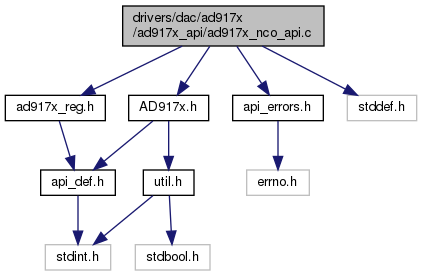 drivers/dac/ad917x
/ad917x_api/ad917x_nco_api.c
ad917x_reg.h
AD917x.h
api_errors.h
stddef.h
api_def.h
util.h
errno.h
stdint.h
stdbool.h